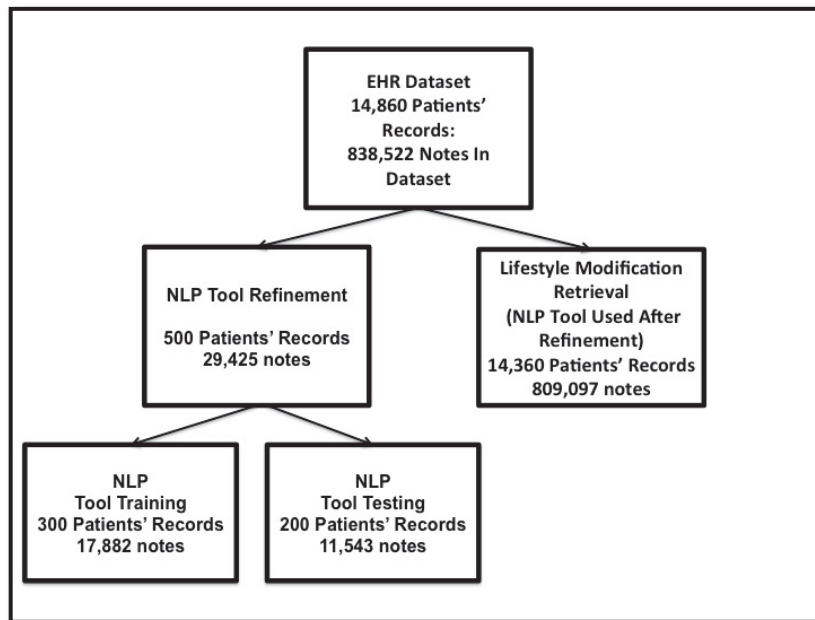 EHR Dataset
14,860 Patients’
Records:
838,522 Notes In
Dataset
NLP Tool Refinement
500 Patients’ Records
29,425 notes
Lifestyle Modification
Retrieval
(NLP Tool Used After
Refinement)
14,360 Patients’ Records
809,097 notes
NLP
Tool Training
300 Patients’ Records
17,882 notes
NLP
Tool Testing
200 Patients’ Records
11,543 notes